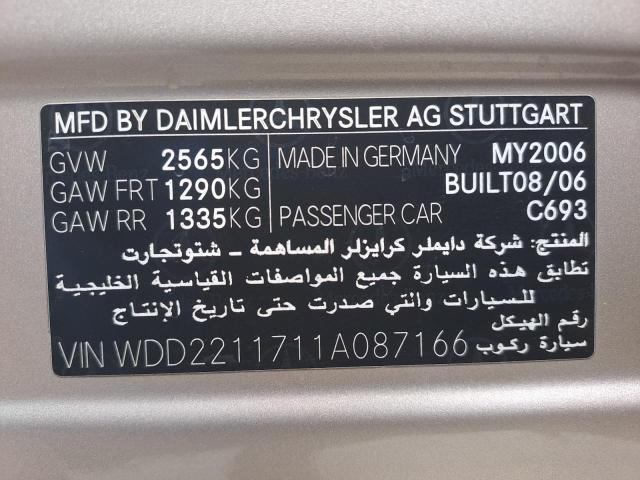 MFD BY DAIMLERCHRYSLER AG STUTTGART
GVW 2565KG MADE IN GERMANY MY2006
GAW FRT 1290KG BUILT08/06
GAW RR 1335KG PASSENGER CAR C693
المنتج: شركة دايملر كرايزلر المساهمة - شتوتجارت
تطابق هذه السيارة جميع المواصفات القياسية الخليجية
للسيارات والتي صدرت حتى تاريخ الإنتاج
رقم الهيكل
VIN WDD2211711A087166 سيارة ركوب